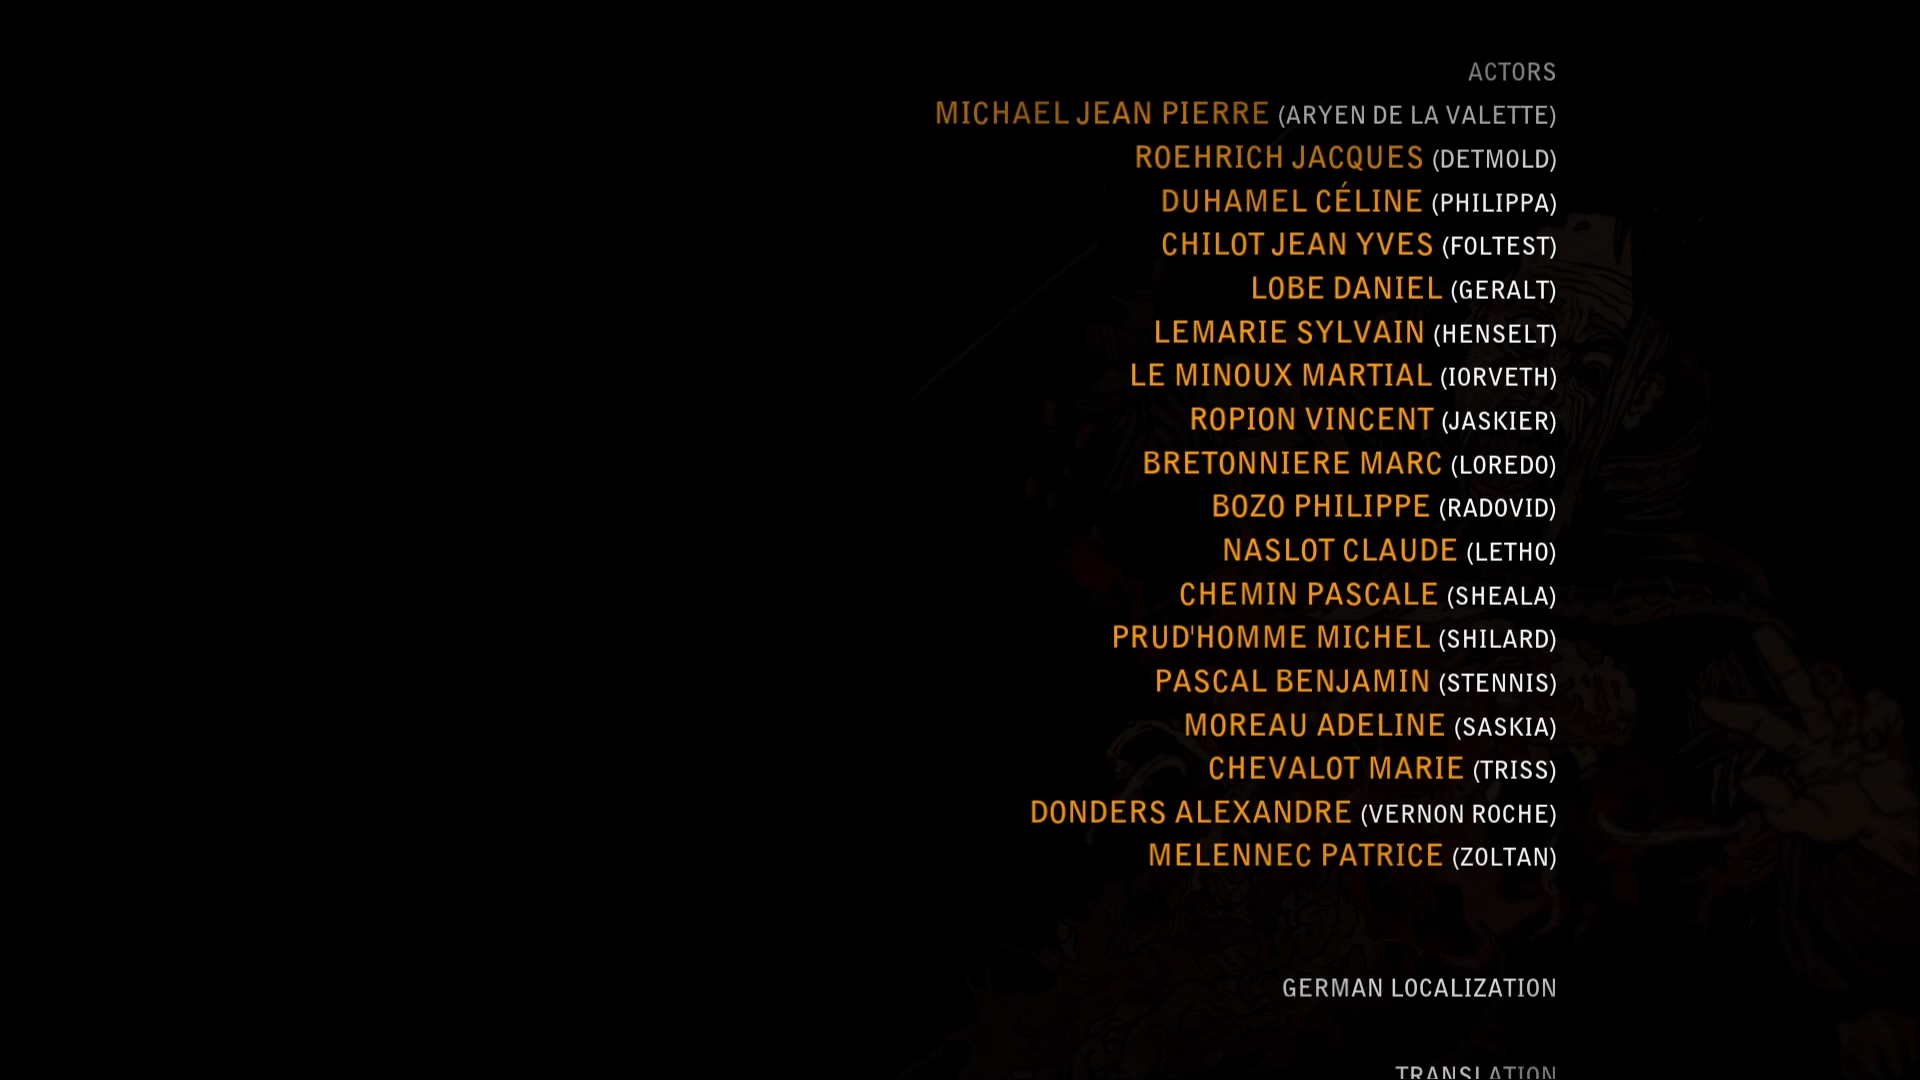 ACTORS
MICHAEL JEAN PIERRE (ARYEN DE LA VALETTE)
ROEHRICH JACQUES (DETMOLD)
DUHAMEL CÉLINE (PHILIPPA)
CHILOT JEAN YVES (FOLTEST)
LOBE DANIEL (GERALT)
LEMARIE SYLVAIN (HENSELT)
LE MINOUX MARTIAL (IORVETH)
ROPION VINCENT (JASKIER)
BRETONNIERE MARC (LOREDO)
BOZO PHILIPPE (RADOVID)
NASLOT CLAUDE (LETHO)
CHEMIN PASCALE (SHEALA)
PRUD'HOMME MICHEL (SHILARD)
PASCAL BENJAMIN (STENNIS)
MOREAU ADELINE (SASKIA)
CHEVALOT MARIE (TRISS)
DONDERS ALEXANDRE (VERNON ROCHE)
MELENNEC PATRICE (ZOLTAN)
GERMAN LOCALIZATION
TRANSLATION